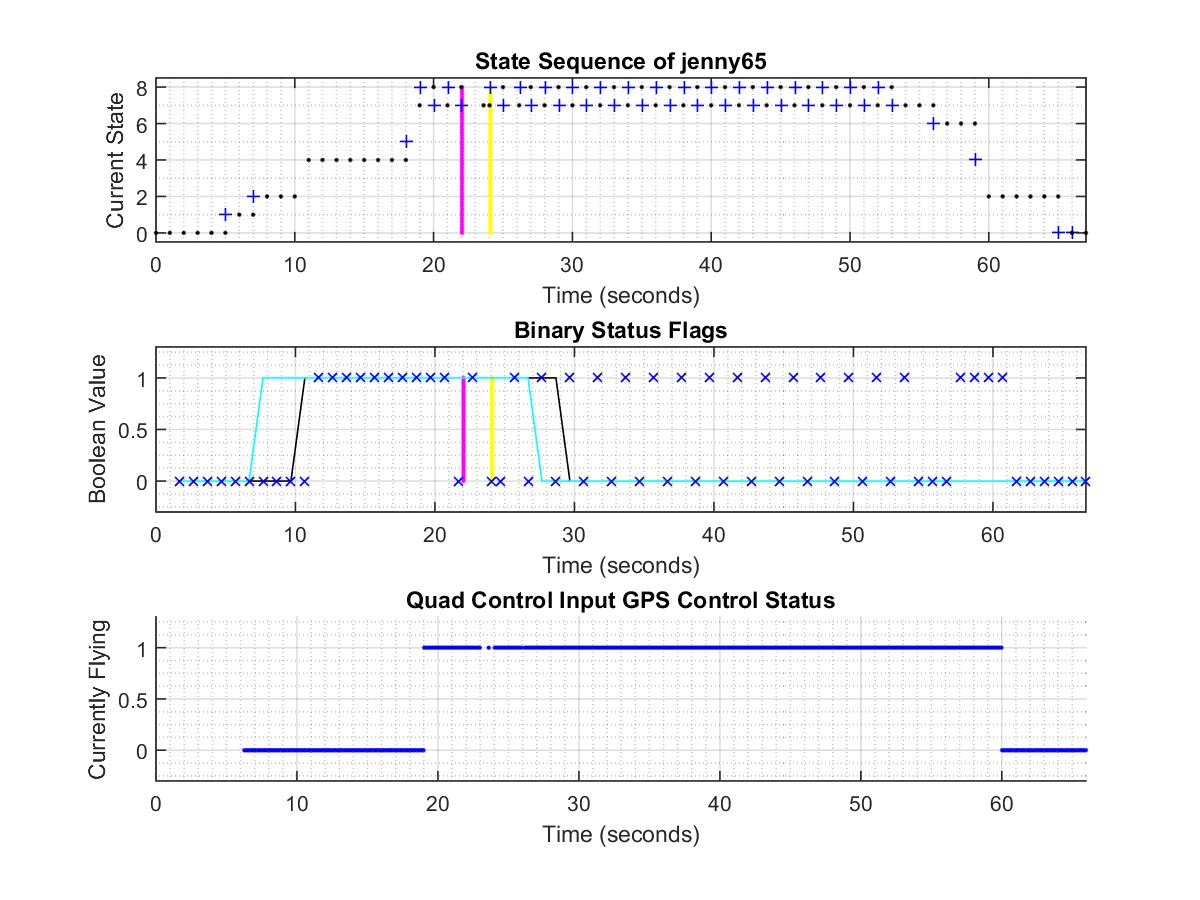 State Sequence of jenny65
Current State
8
6
4
2
0
0 10 20 30 40 50 60
Time (seconds)
Binary Status Flags
Boolean Value
1
0.5
0
0 10 20 30 40 50 60
Time (seconds)
Quad Control Input GPS Control Status
Currently Flying
1
0.5
0
0 10 20 30 40 50 60
Time (seconds)